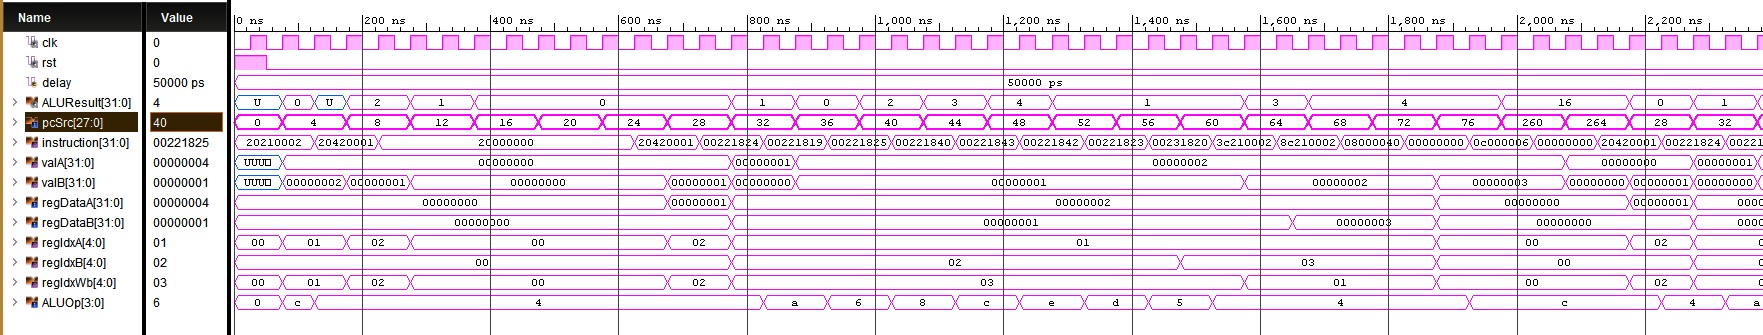 Name Value 0 ns 200 ns 400 ns 600 ns 800 ns 1,000 ns 1,200 ns 1,400 ns 1,600 ns 1,800 ns 2,000 ns 2,200 ns
clk 0
rst 0
delay 50000 ps 50000 ps
ALUResult[31:0] 4 U 0 U 2 1 0 1 0 2 3 4 1 3 4 16 0 1
pcSrc[27:0] 40 0 4 8 12 16 20 24 28 32 36 40 44 48 52 56 60 64 68 72 76 260 264 28 32
instruction[31:0] 00221825 20210002 20420001 20000000 20420001 00221824 00221819 00221825 00221840 00221843 00221842 00221823 00231820 3c210002 8c210002 08000040 00000000 0c000006 00000000 20420001 00221824 00221
valA[31:0] 00000004 UUU 00000000 00000001 00000002 00000000 00000001
valB[31:0] 00000001 UUU 00000002 00000001 00000000 00000001 00000000 00000001 00000002 00000003 00000000 00000001 00000000
regDataA[31:0] 00000004 00000000 00000001 00000002 00000000 00000001 0000
regDataB[31:0] 00000001 00000000 00000001 00000003 00000000 0000
regIdxA[4:0] 01 00 01 02 00 02 01 00 02
regIdxB[4:0] 02 00 02 03 00
regIdxWb[4:0] 03 00 01 02 00 02 03 01 00 02
ALUOp[3:0] 6 0 c 4 a 6 8 c e d 5 4 c 4 a